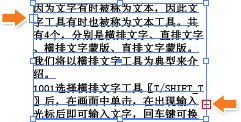 因为文字有时被称为文本，因此文
字工具有时也被称为文本工具。共
有4个，分别是横排文字、直排文字
、横排文字蒙版、直排文字蒙版。
我们将以横排文字工具为典型来介
绍。
1001选择横排文字工具〖T/SHIFT_T
〗后，在画面中单击，在出现输入
光标后即可输入文字，回车键可换